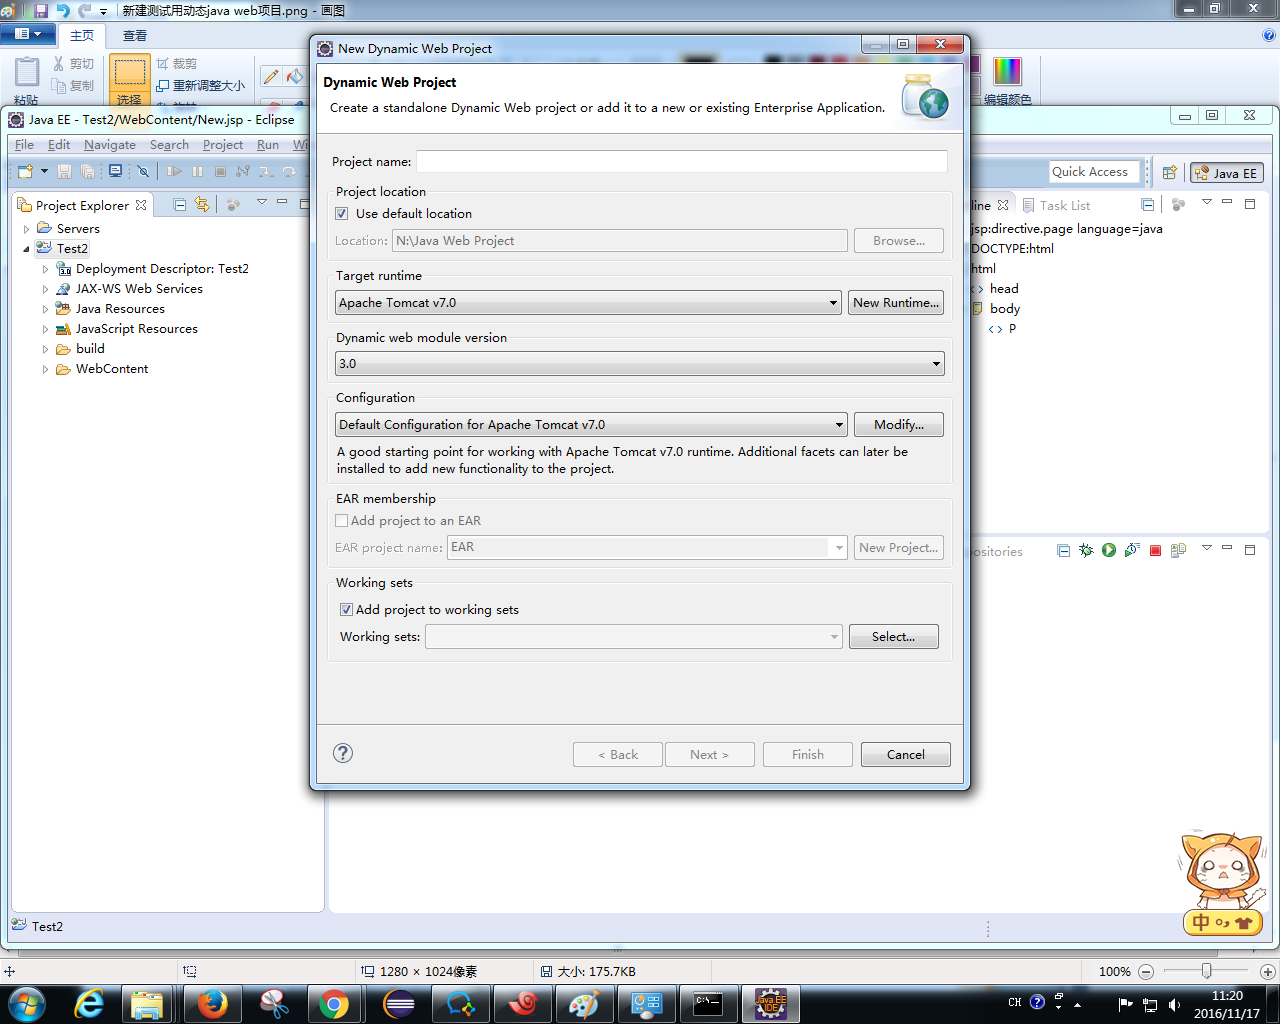 新建测试用动态java web项目.png - 画图
主页
查看
剪切
复制
粘贴
选择
裁剪
重新调整大小
编辑颜色
Java EE - Test2/WebContent/New.jsp - Eclipse
File Edit Navigate Search Project Run Wi
Quick Access
Java EE
Project Explorer
Servers
Test2
Deployment Descriptor: Test2
JAX-WS Web Services
Java Resources
JavaScript Resources
build
WebContent
New Dynamic Web Project
Dynamic Web Project
Create a standalone Dynamic Web project or add it to a new or existing Enterprise Application.
Project name:
Project location
Use default location
Location: N:\Java Web Project
Browse...
Target runtime
Apache Tomcat v7.0
New Runtime...
Dynamic web module version
3.0
Configuration
Default Configuration for Apache Tomcat v7.0
Modify...
A good starting point for working with Apache Tomcat v7.0 runtime. Additional facets can later be
installed to add new functionality to the project.
EAR membership
Add project to an EAR
EAR project name: EAR
New Project...
Working sets
Add project to working sets
Working sets:
Select...
< Back
Next >
Finish
Cancel
line
Task List
jsp:directive.page language=java
DOCTYPE:html
html
head
body
P
ositories
中
Test2
1280 × 1024像素
大小: 175.7KB
100%
C:\_
Java EE
IDE
CH
11:20
2016/11/17